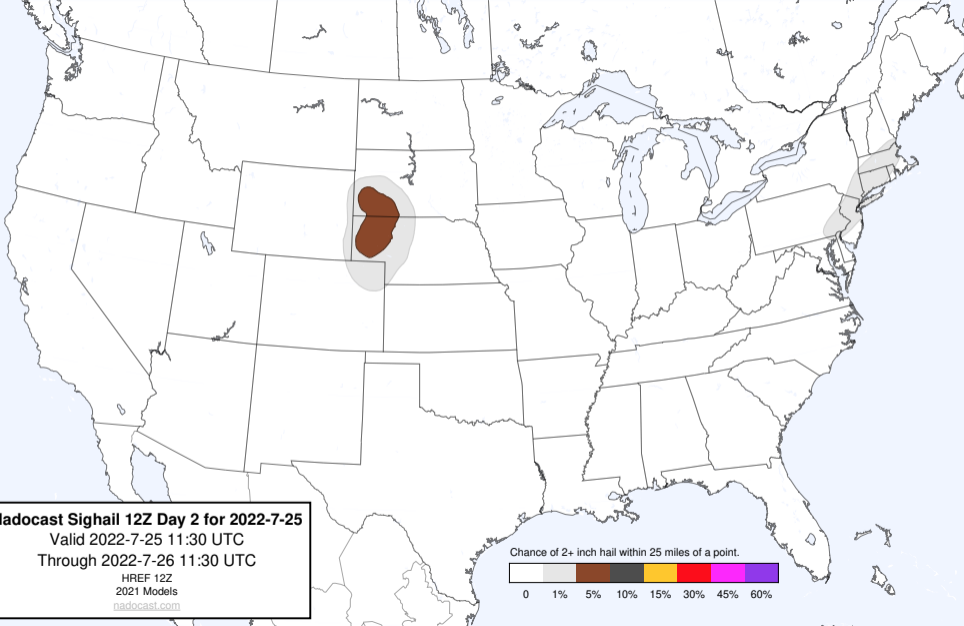 adocast Sighail 12Z Day 2 for 2022-7-25
Valid 2022-7-25 11:30 UTC
Through 2022-7-26 11:30 UTC
HREF 12Z
2021 Models
nadocast.com
Chance of 2+ inch hail within 25 miles of a point.
0 1% 5% 10% 15% 30% 45% 60%